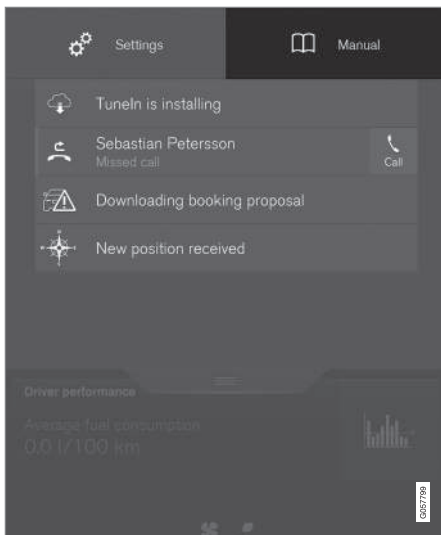 Settings
Manual
TuneIn is installing
Sebastian Petersson
Missed call
Call
Downloading booking proposal
New position received
Driver performance
Average fuel consumption
0.0 l/100 km
G057799